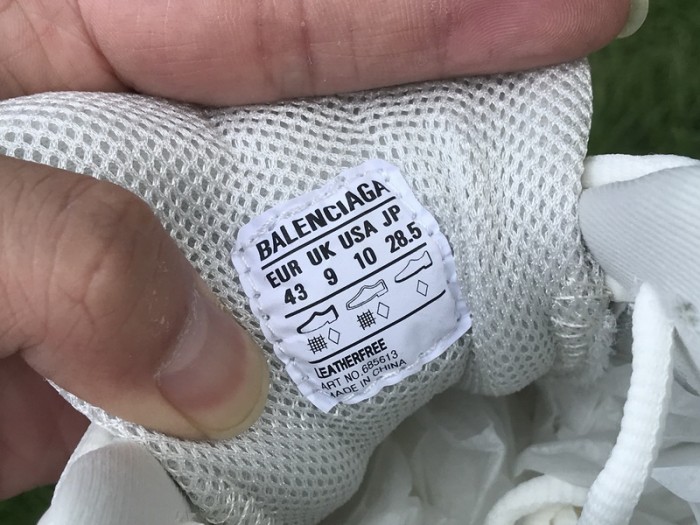 BALENCIAGA
EUR UK USA JP
43 9 10 28.5
LEATHERFREE
ART NO.685613
MADE IN CHINA